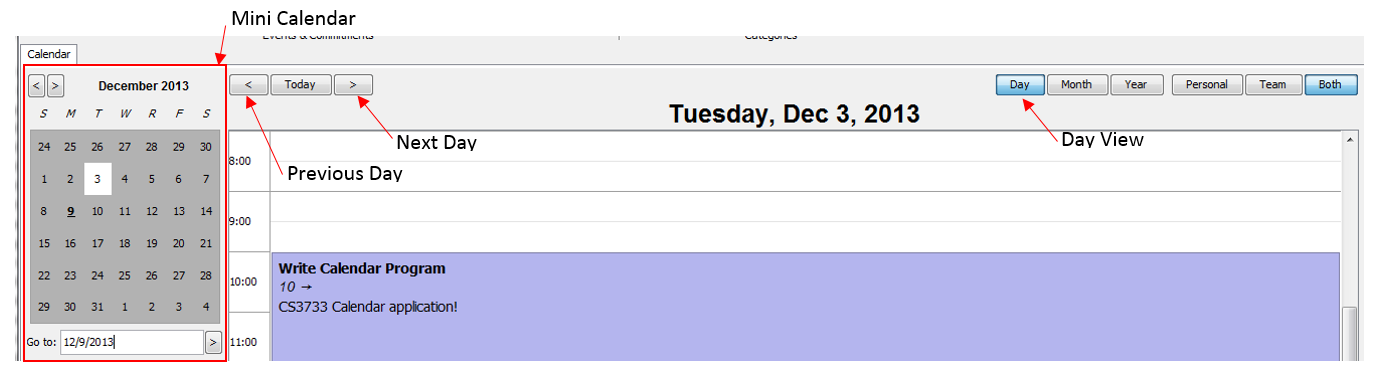 Mini Calendar
Events & Commitments
Categories
Calendar
< > December 2013
< Today >
Day Month Year Personal Team Both
S M T W R F S
Tuesday, Dec 3, 2013
Next Day
Day View
Previous Day
24 25 26 27 28 29 30
1 2 3 4 5 6 7
8 9 10 11 12 13 14
15 16 17 18 19 20 21
22 23 24 25 26 27 28
29 30 31 1 2 3 4
Go to: 12/9/2013 >
8:00
9:00
10:00
11:00
Write Calendar Program
10 →
CS3733 Calendar application!